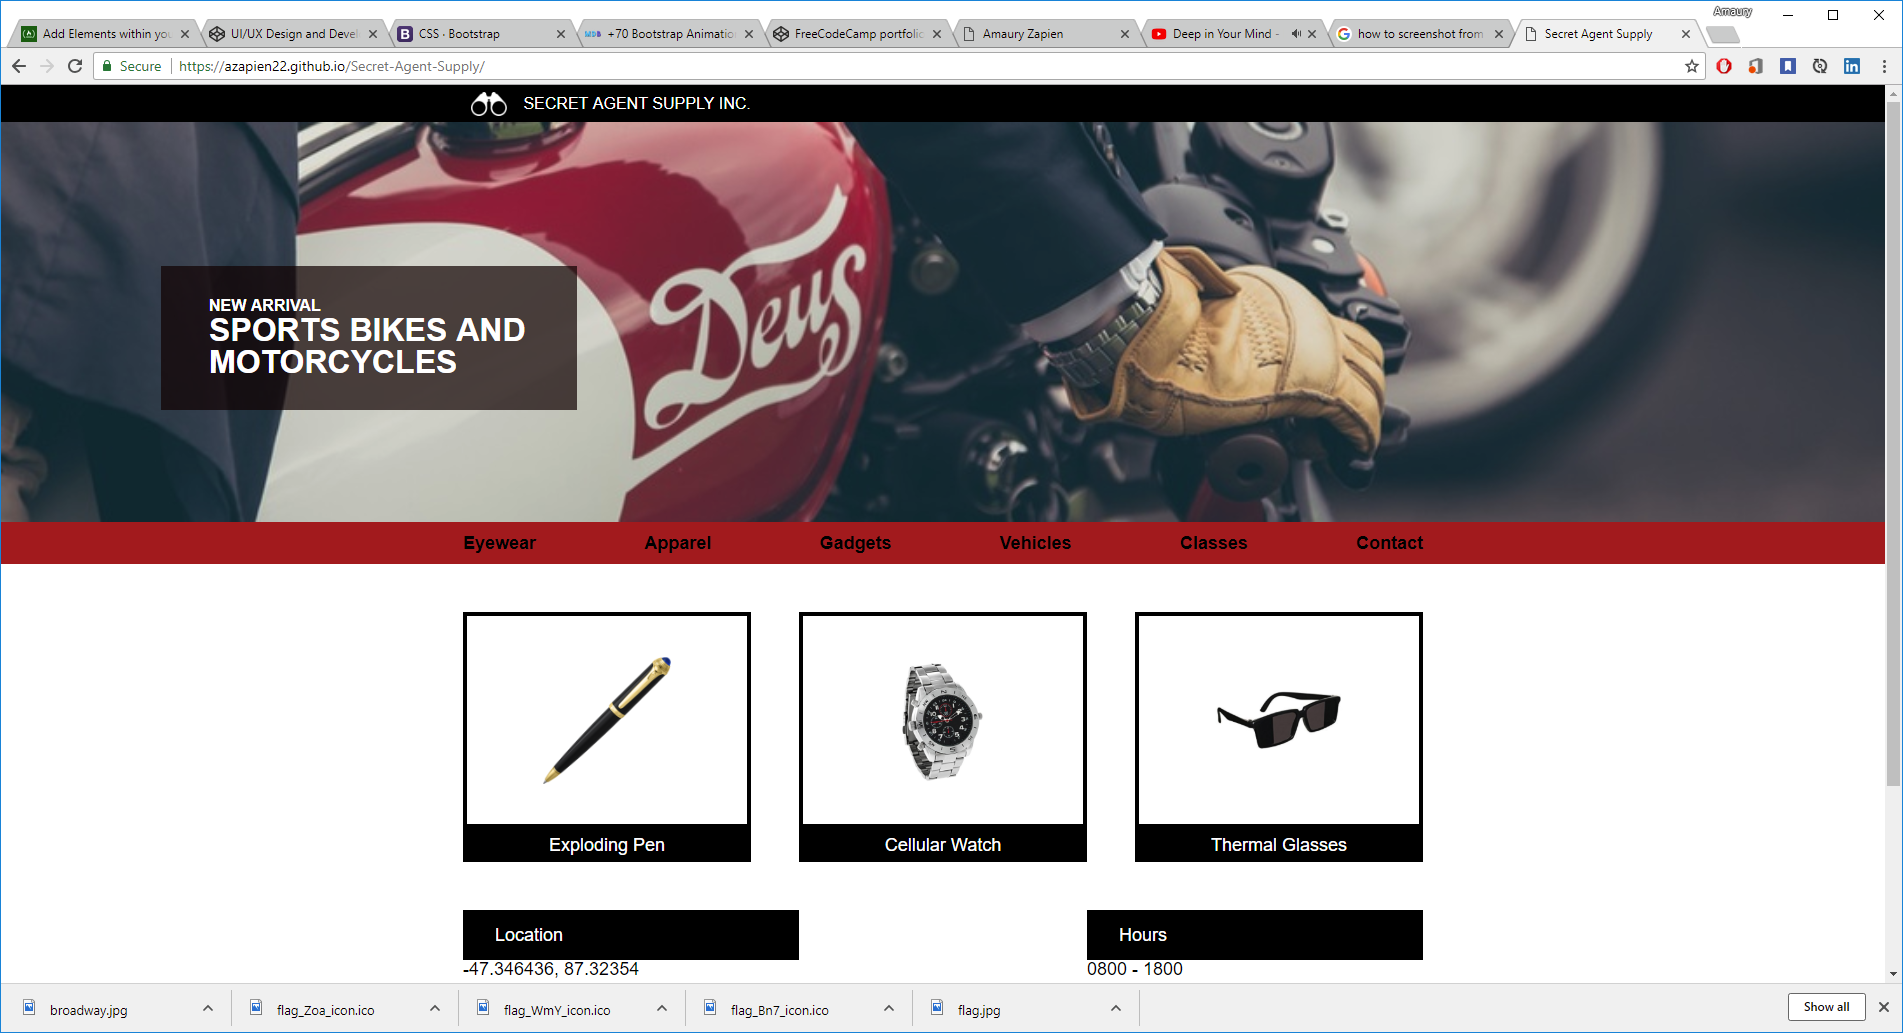 Amaury
Add Elements within you
UI/UX Design and Devel
CSS · Bootstrap
+70 Bootstrap Animatio
FreeCodeCamp portfolio
Amaury Zapien
Deep in Your Mind -
how to screenshot from
Secret Agent Supply
Secure
https://azapien22.github.io/Secret-Agent-Supply/
SECRET AGENT SUPPLY INC.
Deus
NEW ARRIVAL
SPORTS BIKES AND
MOTORCYCLES
Eyewear Apparel Gadgets Vehicles Classes Contact
Exploding Pen
Cellular Watch
Thermal Glasses
Location
-47.346436, 87.32354
Hours
0800 - 1800
broadway.jpg
flag_Zoa_icon.ico
flag_WmY_icon.ico
flag_Bn7_icon.ico
flag.jpg
Show all